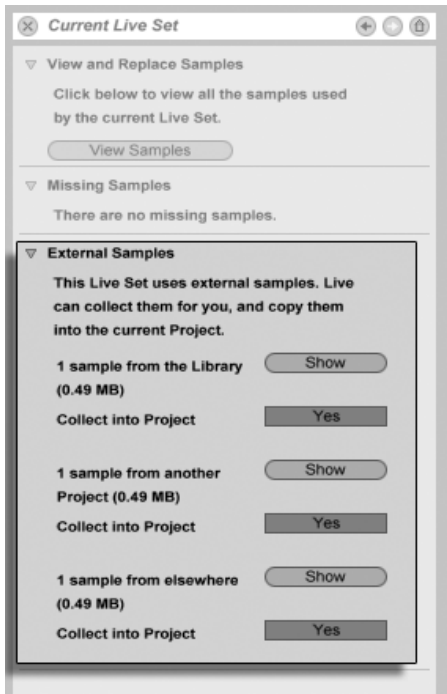 Current Live Set
View and Replace Samples
Click below to view all the samples used
by the current Live Set.
View Samples
Missing Samples
There are no missing samples.
External Samples
This Live Set uses external samples. Live
can collect them for you, and copy them
into the current Project.
1 sample from the Library
(0.49 MB)
Show
Collect into Project
Yes
1 sample from another
Project (0.49 MB)
Show
Collect into Project
Yes
1 sample from elsewhere
(0.49 MB)
Show
Collect into Project
Yes